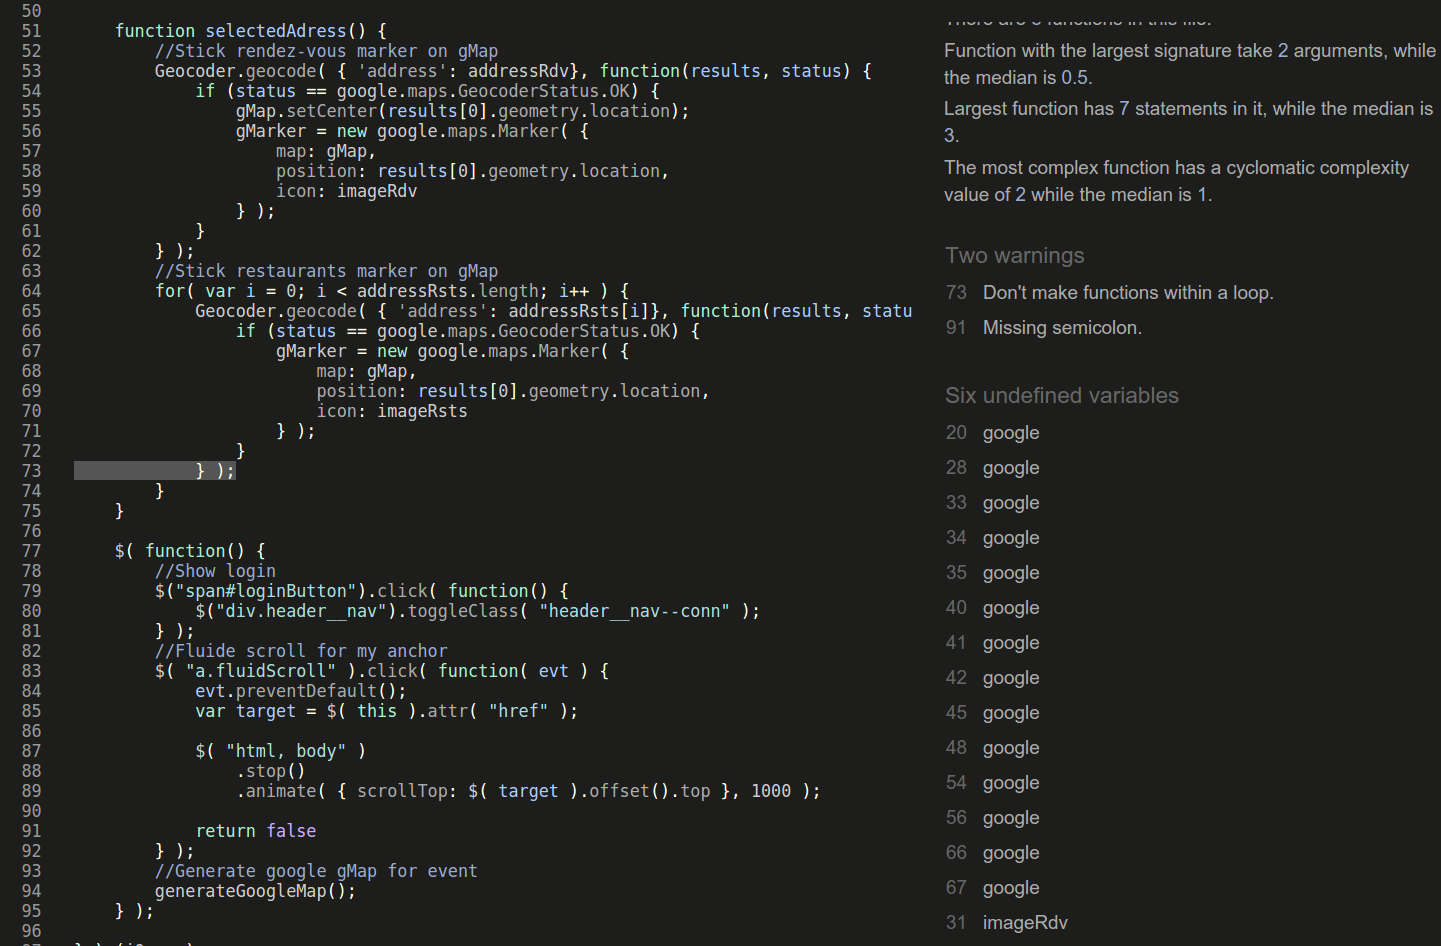 50
51 function selectedAdress() {
52 //Stick rendez-vous marker on gMap
53 Geocoder.geocode( { 'address': addressRdv}, function(results, status) {
54 if (status == google.maps.GeocoderStatus.OK) {
55 gMap.setCenter(results[0].geometry.location);
56 gMarker = new google.maps.Marker( {
57 map: gMap,
58 position: results[0].geometry.location,
59 icon: imageRdv
60 } );
61 }
62 } );
63 //Stick restaurants marker on gMap
64 for( var i = 0; i < addressRsts.length; i++ ) {
65 Geocoder.geocode( { 'address': addressRsts[i]}, function(results, statu
66 if (status == google.maps.GeocoderStatus.OK) {
67 gMarker = new google.maps.Marker( {
68 map: gMap,
69 position: results[0].geometry.location,
70 icon: imageRsts
71 } );
72 }
73 } );
74 }
75 }
76
77 $( function() {
78 //Show login
79 $("span#loginButton").click( function() {
80 $("div.header__nav").toggleClass( "header__nav--conn" );
81 } );
82 //Fluide scroll for my anchor
83 $( "a.fluidScroll" ).click( function( evt ) {
84 evt.preventDefault();
85 var target = $( this ).attr( "href" );
86
87 $( "html, body" )
88 .stop()
89 .animate( { scrollTop: $( target ).offset().top }, 1000 );
90
91 return false
92 } );
93 //Generate google gMap for event
94 generateGoogleMap();
95 } );
96
There are 8 functions in this file.
Function with the largest signature take 2 arguments, while
the median is 0.5.
Largest function has 7 statements in it, while the median is
3.
The most complex function has a cyclomatic complexity
value of 2 while the median is 1.
Two warnings
73 Don't make functions within a loop.
91 Missing semicolon.
Six undefined variables
20 google
28 google
33 google
34 google
35 google
40 google
41 google
42 google
45 google
48 google
54 google
56 google
66 google
67 google
31 imageRdv